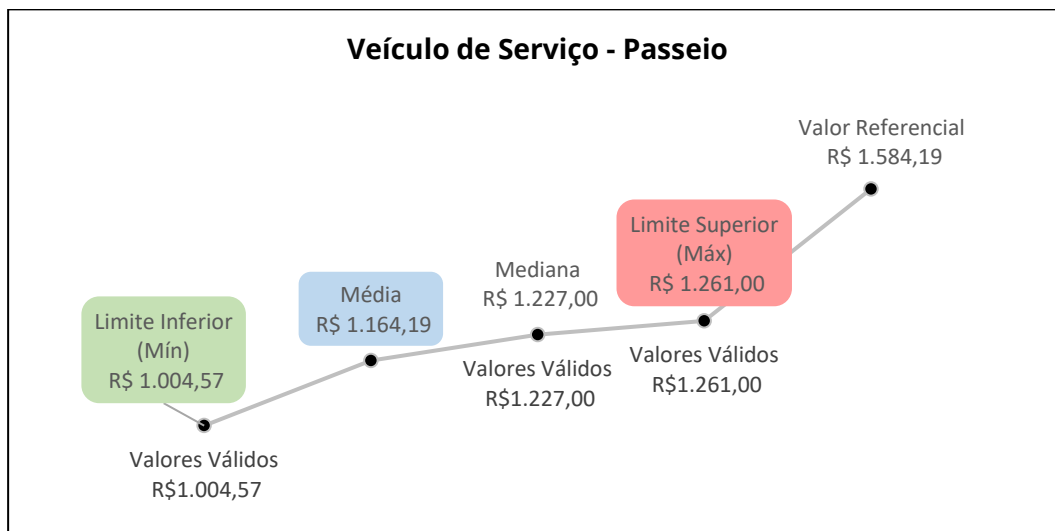 Veículo de Serviço - Passeio
Valor Referencial
R$ 1.584,19
Limite Superior
(Máx)
R$ 1.261,00
Mediana
R$ 1.227,00
Média
R$ 1.164,19
Limite Inferior
(Mín)
R$ 1.004,57
Valores Válidos
R$1.227,00
Valores Válidos
R$1.261,00
Valores Válidos
R$1.004,57